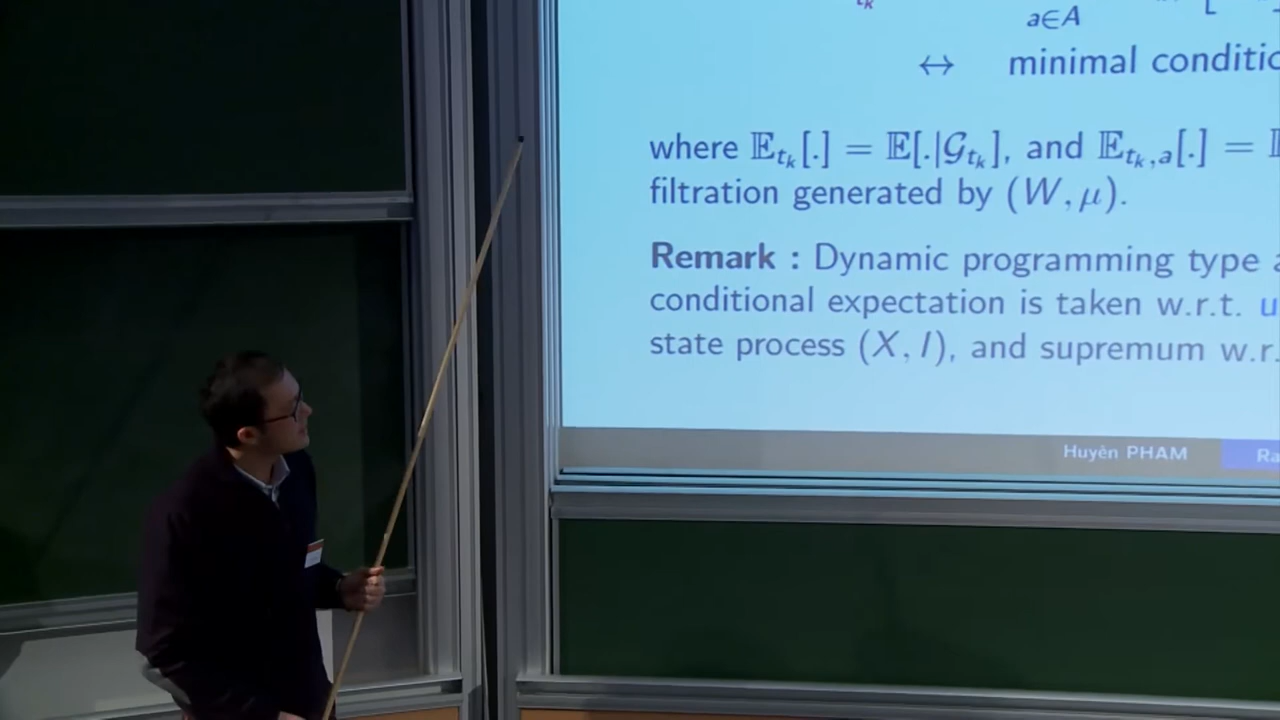 a∈A
↔ minimal conditio
where 𝔼_{t_k}[.] = 𝔼[.|𝒢_{t_k}], and 𝔼_{t_k,a}[.] =
filtration generated by (W, μ).
Remark : Dynamic programming type
conditional expectation is taken w.r.t. u
state process (X, I), and supremum w.r.
Huyên PHAM Ra